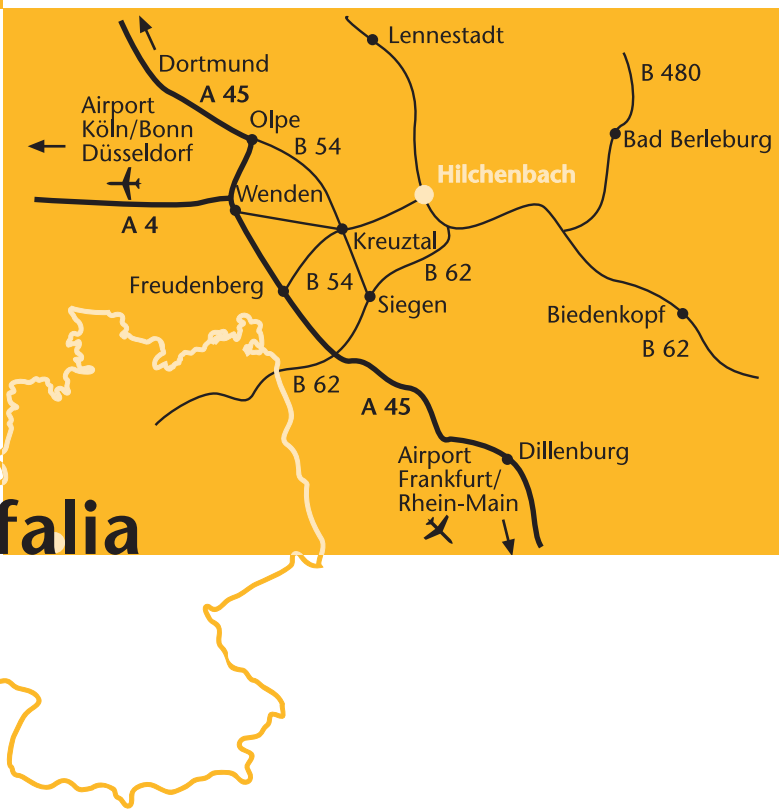 Lennestadt
Dortmund
B 480
A 45
Airport
Köln/Bonn
Düsseldorf
Olpe
B 54
Bad Berleburg
Hilchenbach
Wenden
A 4
Kreuztal
B 62
Freudenberg
B 54
Siegen
Biedenkopf
B 62
B 62
A 45
Airport
Frankfurt/
Rhein-Main
Dillenburg
falia